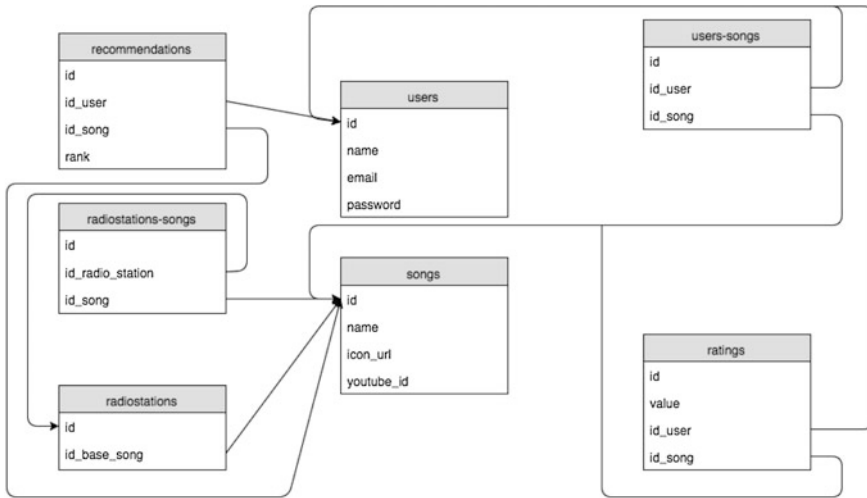 recommendations
id
id_user
id_song
rank
users
id
name
email
password
users-songs
id
id_user
id_song
radiostations-songs
id
id_radio_station
id_song
songs
id
name
icon_url
youtube_id
radiostations
id
id_base_song
ratings
id
value
id_user
id_song